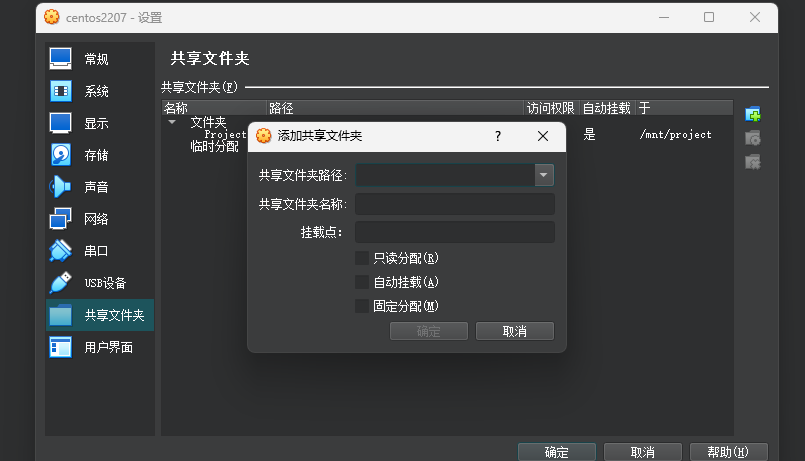 centos2207 - 设置
常规
系统
显示
存储
声音
网络
串口
USB设备
共享文件夹
用户界面
共享文件夹
共享文件夹(F)
名称 路径 访问权限 自动挂载 于
文件夹
Project 是 /mnt/project
临时分配
添加共享文件夹 ?
共享文件夹路径:
共享文件夹名称:
挂载点:
只读分配(R)
自动挂载(A)
固定分配(M)
确定 取消
确定 取消 帮助(H)